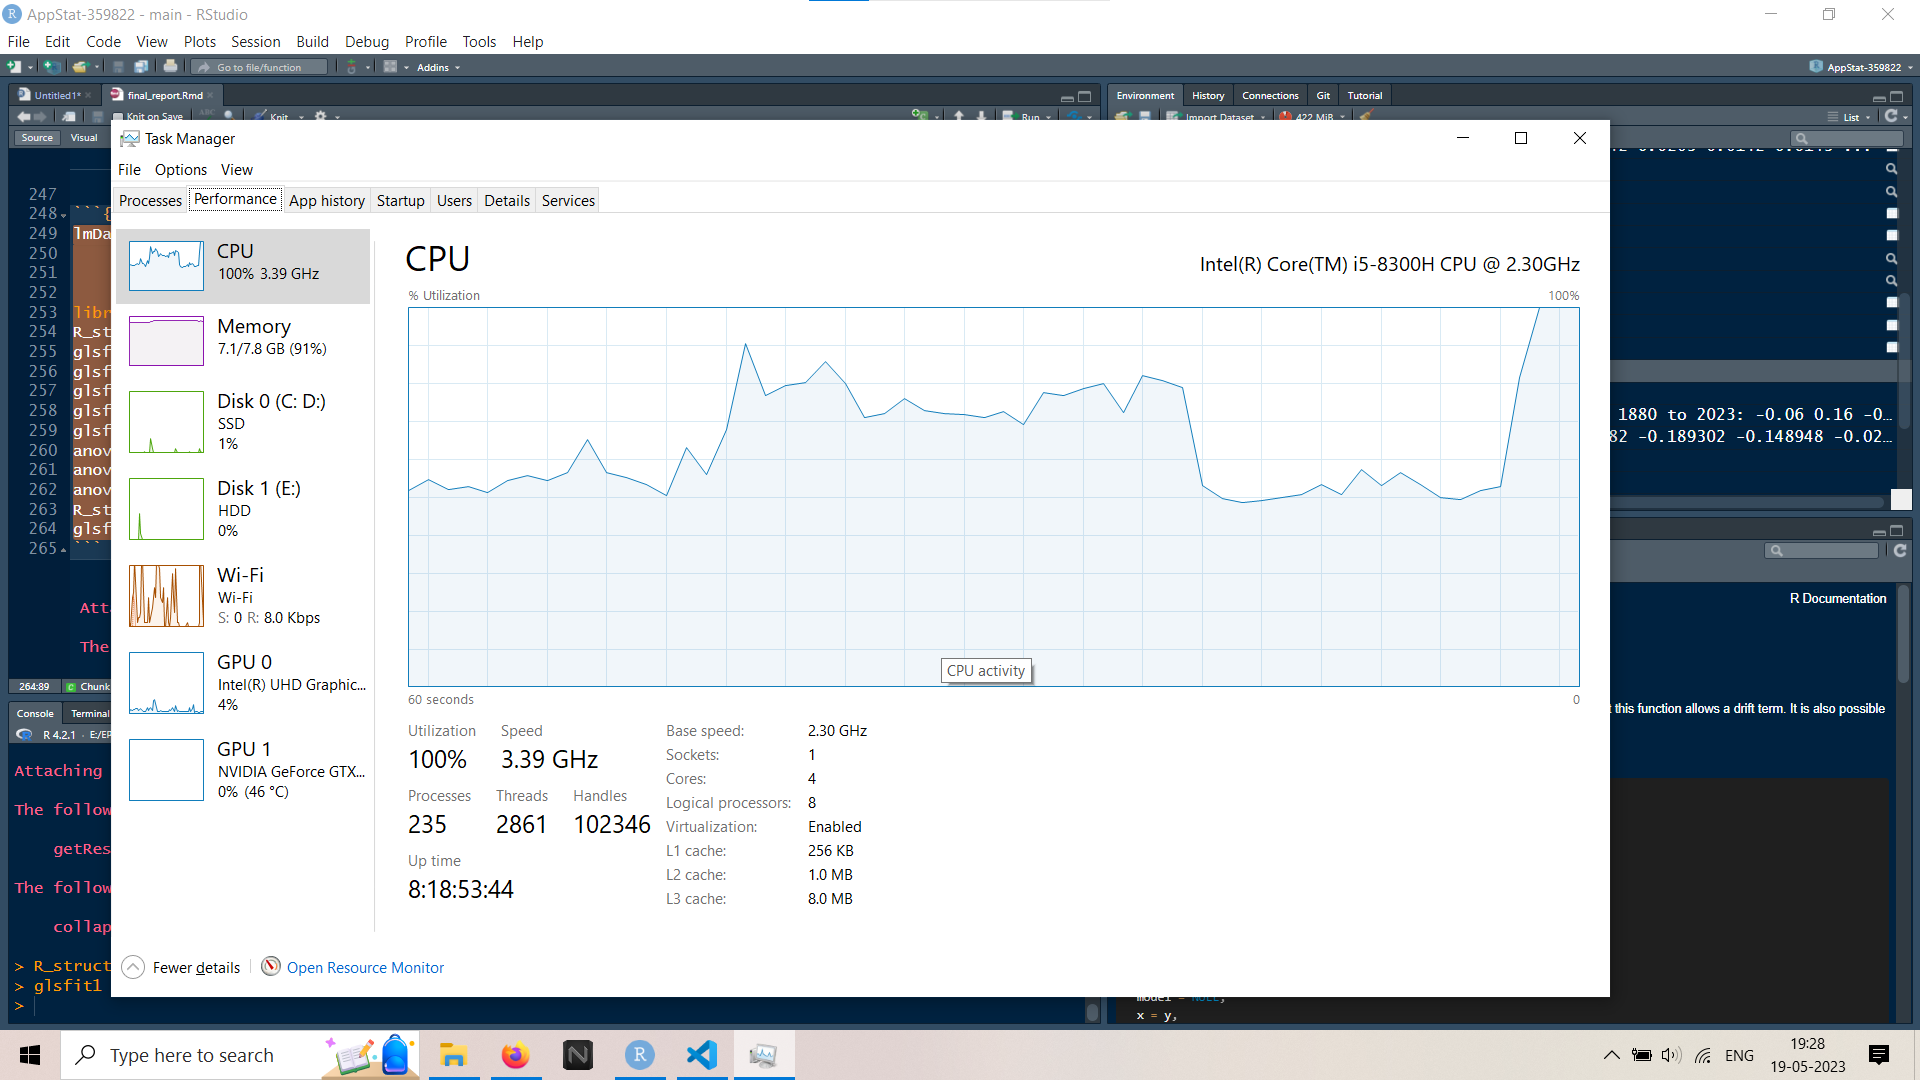 AppStat-359822 - main - RStudio
File Edit Code View Plots Session Build Debug Profile Tools Help
Go to file/function Addins AppStat-359822
Untitled1* final_report.Rmd
Knit on Save Knit Run
Source Visual
247
248 ```{
249 lmDa
250
251
252
253 libr
254 R_st
255 glsf
256 glsf
257 glsf
258 glsf
259 glsf
260 anov
261 anov
262 anov
263 R_st
264 glsf
265 ```
Att
The
264:89 Chunk
Console Terminal
R 4.2.1 · E:/EP
Attaching
The follow
getRes
The follow
collap
> R_struct
> glsfit1
>
Environment History Connections Git Tutorial
Import Dataset 422 MiB List
1880 to 2023: -0.06 0.16 -0...
82 -0.189302 -0.148948 -0.02...
R Documentation
t this function allows a drift term. It is also possible
model = NULL,
x = y,
Task Manager
File Options View
Processes Performance App history Startup Users Details Services
CPU
100% 3.39 GHz
Memory
7.1/7.8 GB (91%)
Disk 0 (C: D:)
SSD
1%
Disk 1 (E:)
HDD
0%
Wi-Fi
Wi-Fi
S: 0 R: 8.0 Kbps
GPU 0
Intel(R) UHD Graphic...
4%
GPU 1
NVIDIA GeForce GTX...
0% (46 °C)
CPU
Intel(R) Core(TM) i5-8300H CPU @ 2.30GHz
% Utilization 100%
CPU activity
60 seconds 0
Utilization Speed
100% 3.39 GHz
Processes Threads Handles
235 2861 102346
Up time
8:18:53:44
Base speed: 2.30 GHz
Sockets: 1
Cores: 4
Logical processors: 8
Virtualization: Enabled
L1 cache: 256 KB
L2 cache: 1.0 MB
L3 cache: 8.0 MB
Fewer details Open Resource Monitor
Type here to search
ENG
19:28
19-05-2023